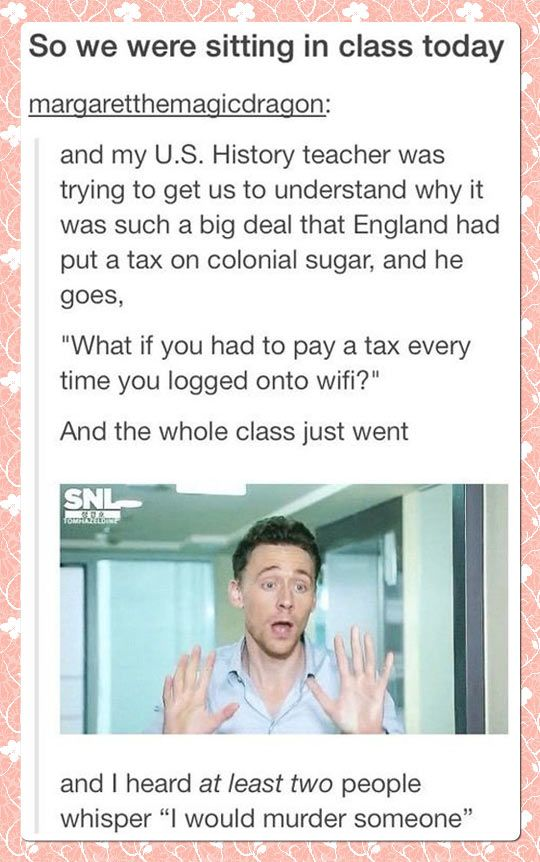 So we were sitting in class today
margaretthemagicdragon:
and my U.S. History teacher was
trying to get us to understand why it
was such a big deal that England had
put a tax on colonial sugar, and he
goes,
"What if you had to pay a tax every
time you logged onto wifi?"
And the whole class just went
SNL
TOMHAZELDINE
and I heard at least two people
whisper “I would murder someone”